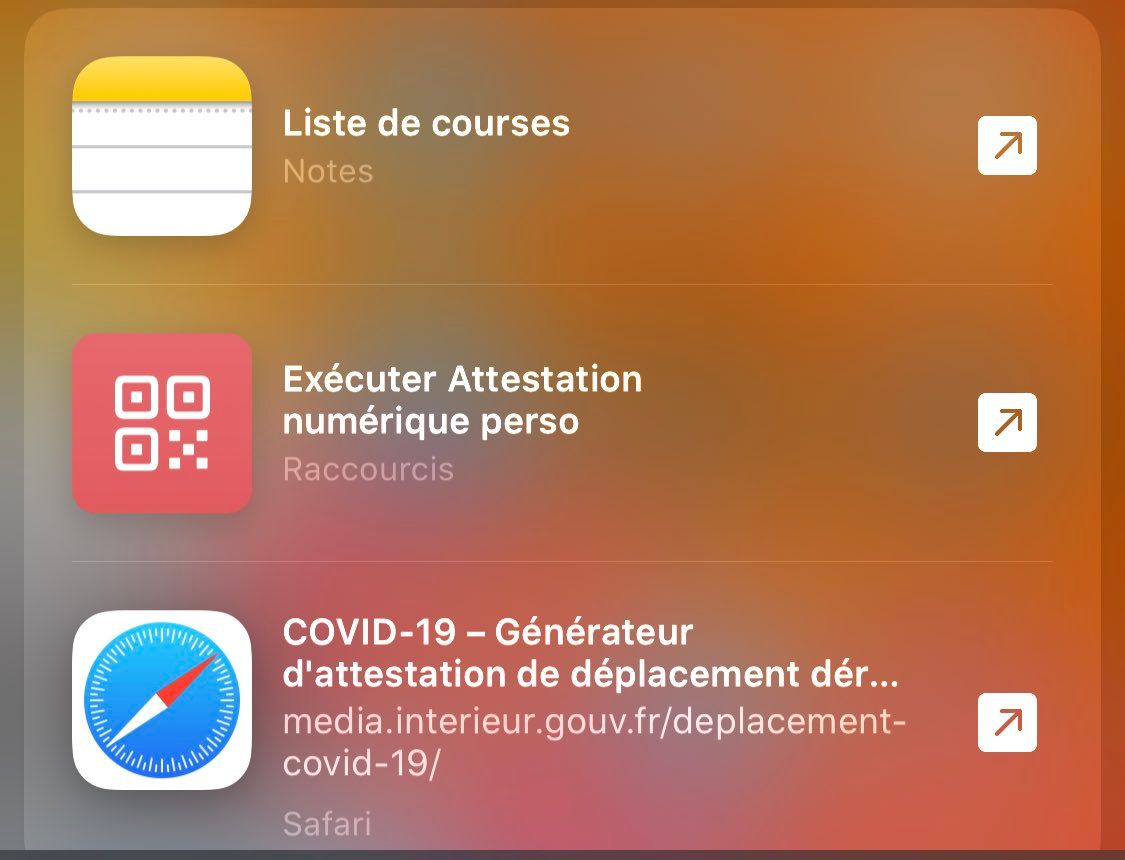 Liste de courses
Notes
Exécuter Attestation
numérique perso
Raccourcis
COVID-19 – Générateur
d'attestation de déplacement dér...
media.interieur.gouv.fr/deplacement-
covid-19/
Safari